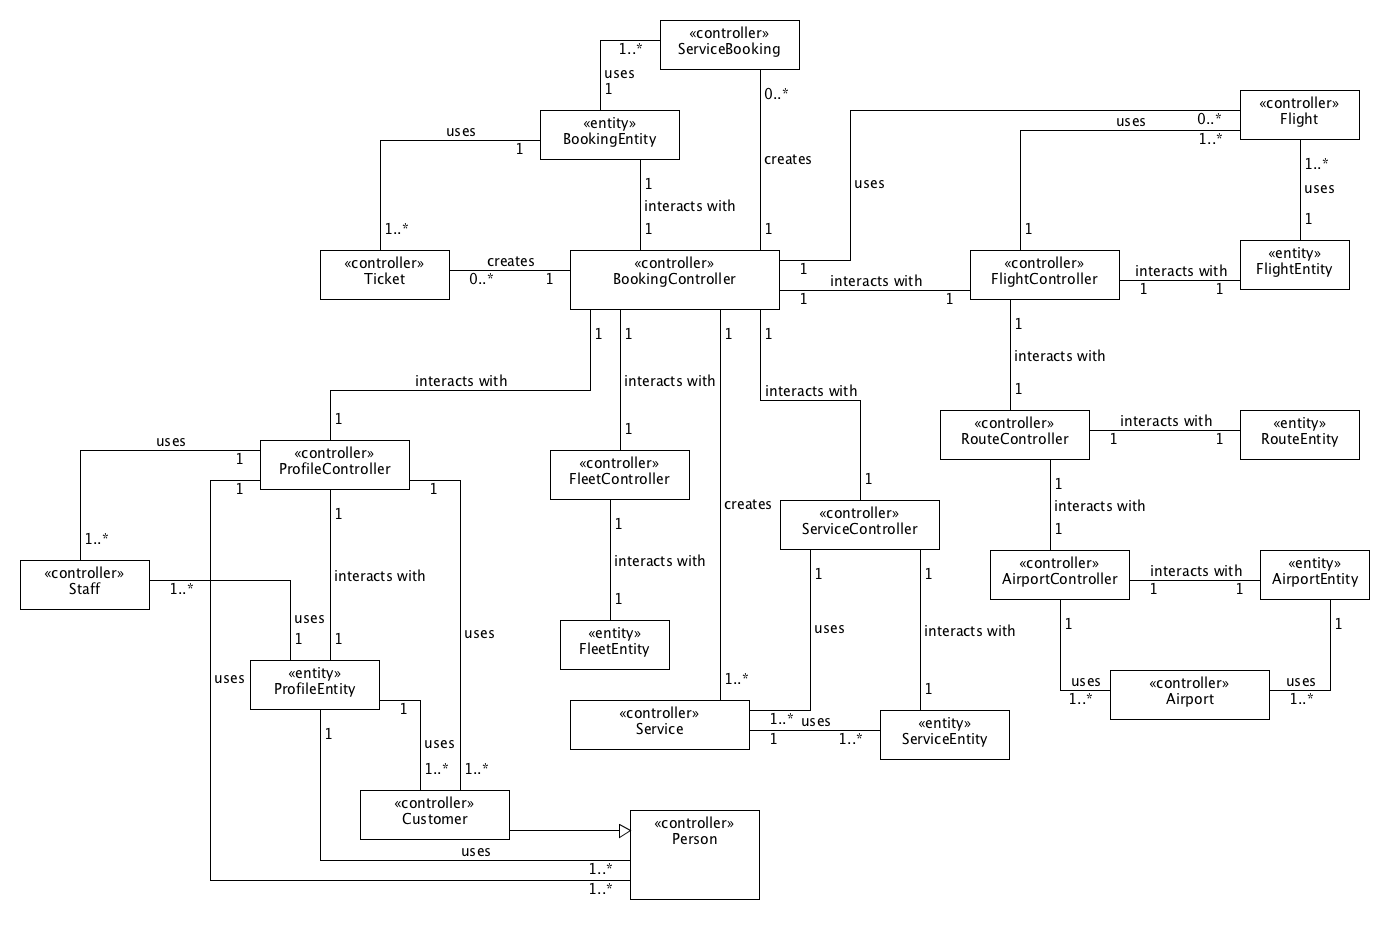 «controller»
ServiceBooking
1..*
uses
1
0..*
«entity»
BookingEntity
uses
1
1..*
creates
1
1
interacts with
1
uses
«controller»
Flight
0..*
uses
1..*
1..*
uses
1
1
«controller»
Ticket
creates
0..*
1
«controller»
BookingController
1
interacts with
1
1
«controller»
FlightController
interacts with
1
1
«entity»
FlightEntity
1
interacts with
1
1
interacts with
1
1
creates
1..*
1
interacts with
1
1
interacts with
1
«controller»
RouteController
interacts with
1
1
«entity»
RouteEntity
uses
1
1..*
«controller»
ProfileController
1
1
1
interacts with
1
«controller»
FleetController
1
interacts with
1
«entity»
FleetEntity
«controller»
ServiceController
1
uses
1..*
1
interacts with
1
1
interacts with
1
«controller»
AirportController
interacts with
1
1
«entity»
AirportEntity
1
uses
1..*
1
uses
1..*
«controller»
Airport
«controller»
Staff
1..*
uses
1
uses
uses
«entity»
ProfileEntity
1
uses
1..*
1..*
1
«controller»
Service
uses
1
1..*
«entity»
ServiceEntity
«controller»
Customer
«controller»
Person
uses
1..*
1..*